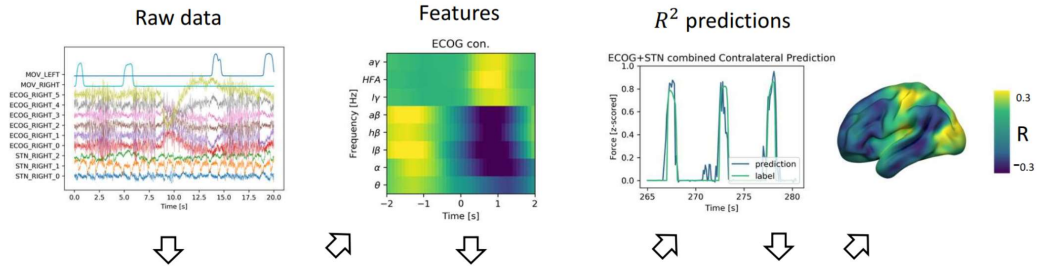 Raw data
Features
R² predictions
MOV_LEFT
MOV_RIGHT
ECOG_RIGHT_5
ECOG_RIGHT_4
ECOG_RIGHT_3
ECOG_RIGHT_2
ECOG_RIGHT_1
ECOG_RIGHT_0
STN_RIGHT_2
STN_RIGHT_1
STN_RIGHT_0
0.0 2.5 5.0 7.5 10.0 12.5 15.0 17.5 20.0
Time [s]
ECOG con.
Frequency [Hz]
aγ
HFA
lγ
aβ
hβ
lβ
α
θ
−2 −1 0 1 2
Time [s]
ECOG+STN combined Contralateral Prediction
Force [z-scored]
1.0
0.8
0.6
0.4
0.2
0.0
prediction
label
265 270 275 280
Time [s]
0.3
R
-0.3